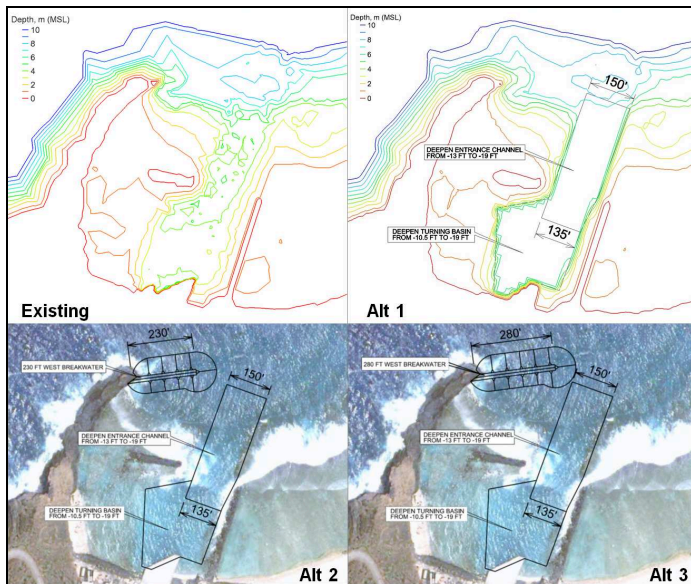 Depth, m (MSL)
10
8
6
4
2
0
Existing
Depth, m (MSL)
10
8
6
4
2
0
150'
DEEPEN ENTRANCE CHANNEL
FROM -13 FT TO -19 FT
DEEPEN TURNING BASIN
FROM -10.5 FT TO -19 FT
135'
Alt 1
230'
230 FT WEST BREAKWATER
150'
DEEPEN ENTRANCE CHANNEL
FROM -13 FT TO -19 FT
DEEPEN TURNING BASIN
FROM -10.5 FT TO -19 FT
135'
Alt 2
280'
280 FT WEST BREAKWATER
150'
DEEPEN ENTRANCE CHANNEL
FROM -13 FT TO -19 FT
DEEPEN TURNING BASIN
FROM -10.5 FT TO -19 FT
135'
Alt 3